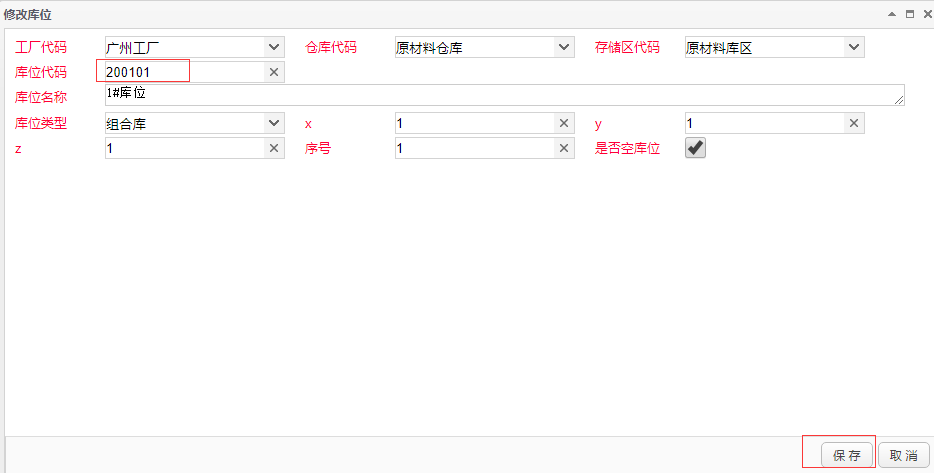 修改库位
工厂代码 广州工厂 仓库代码 原材料仓库 存储区代码 原材料库区
库位代码 200101
库位名称 1#库位
库位类型 组合库 x 1 y 1
z 1 序号 1 是否空库位
保存 取消